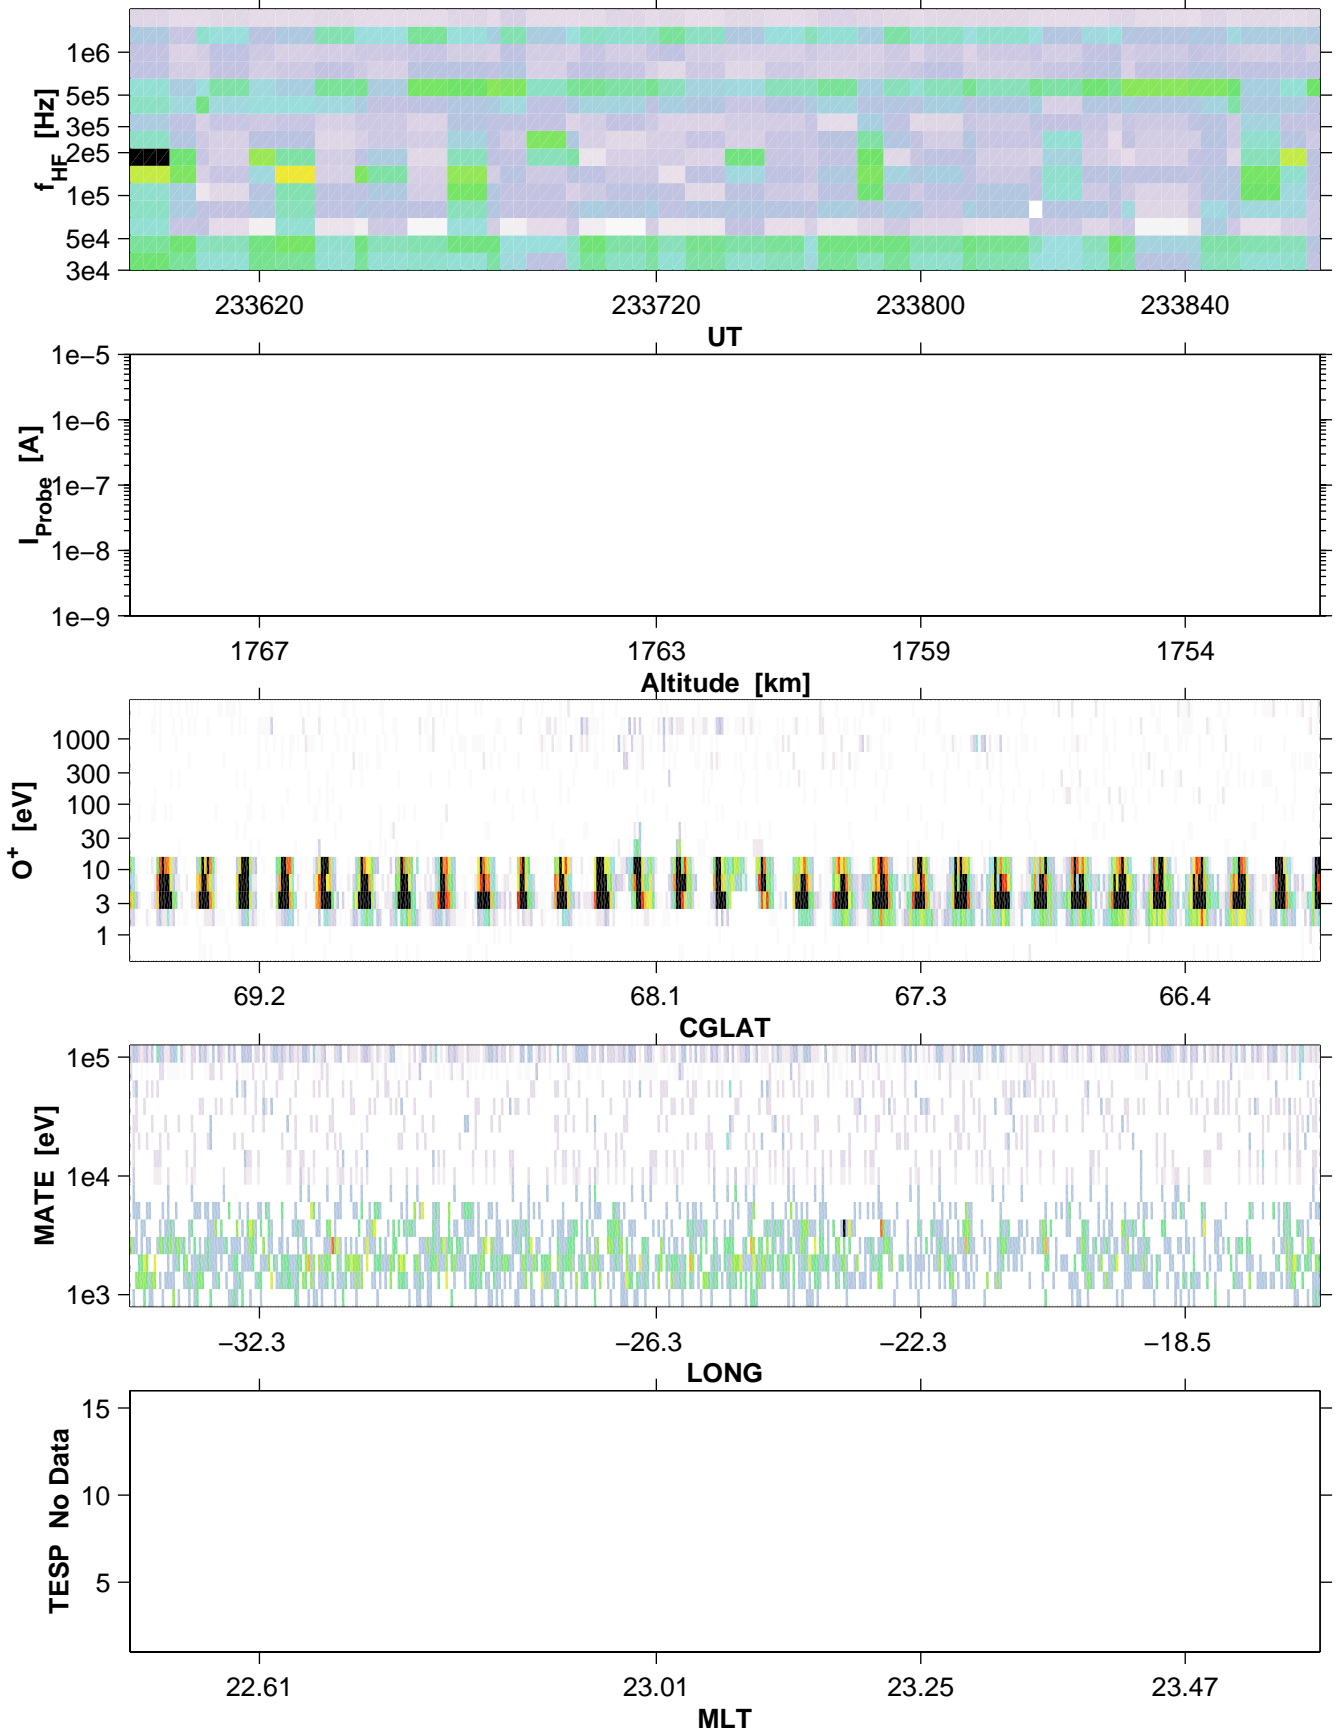 f_HF [Hz]
1e6
5e5
3e5
2e5
1e5
5e4
3e4
233620 233720 233800 233840
UT
I_Probe [A]
1e−5
1e−6
1e−7
1e−8
1e−9
1767 1763 1759 1754
Altitude [km]
O⁺ [eV]
1000
300
100
30
10
3
1
69.2 68.1 67.3 66.4
CGLAT
MATE [eV]
1e5
1e4
1e3
−32.3 −26.3 −22.3 −18.5
LONG
TESP No Data
15
10
5
22.61 23.01 23.25 23.47
MLT